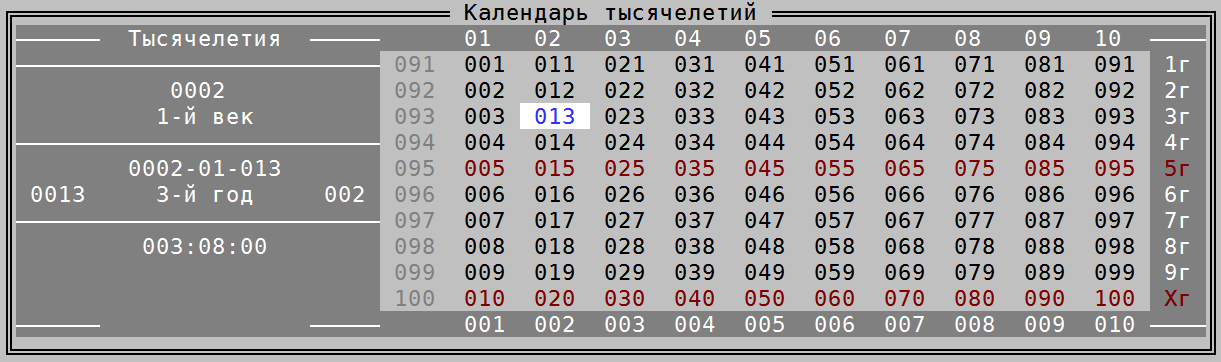 Календарь тысячелетий
Тысячелетия 01 02 03 04 05 06 07 08 09 10
091 001 011 021 031 041 051 061 071 081 091 1г
0002 092 002 012 022 032 042 052 062 072 082 092 2г
1-й век 093 003 013 023 033 043 053 063 073 083 093 3г
094 004 014 024 034 044 054 064 074 084 094 4г
0002-01-013 095 005 015 025 035 045 055 065 075 085 095 5г
0013 3-й год 002 096 006 016 026 036 046 056 066 076 086 096 6г
097 007 017 027 037 047 057 067 077 087 097 7г
003:08:00 098 008 018 028 038 048 058 068 078 088 098 8г
099 009 019 029 039 049 059 069 079 089 099 9г
100 010 020 030 040 050 060 070 080 090 100 Xг
001 002 003 004 005 006 007 008 009 010